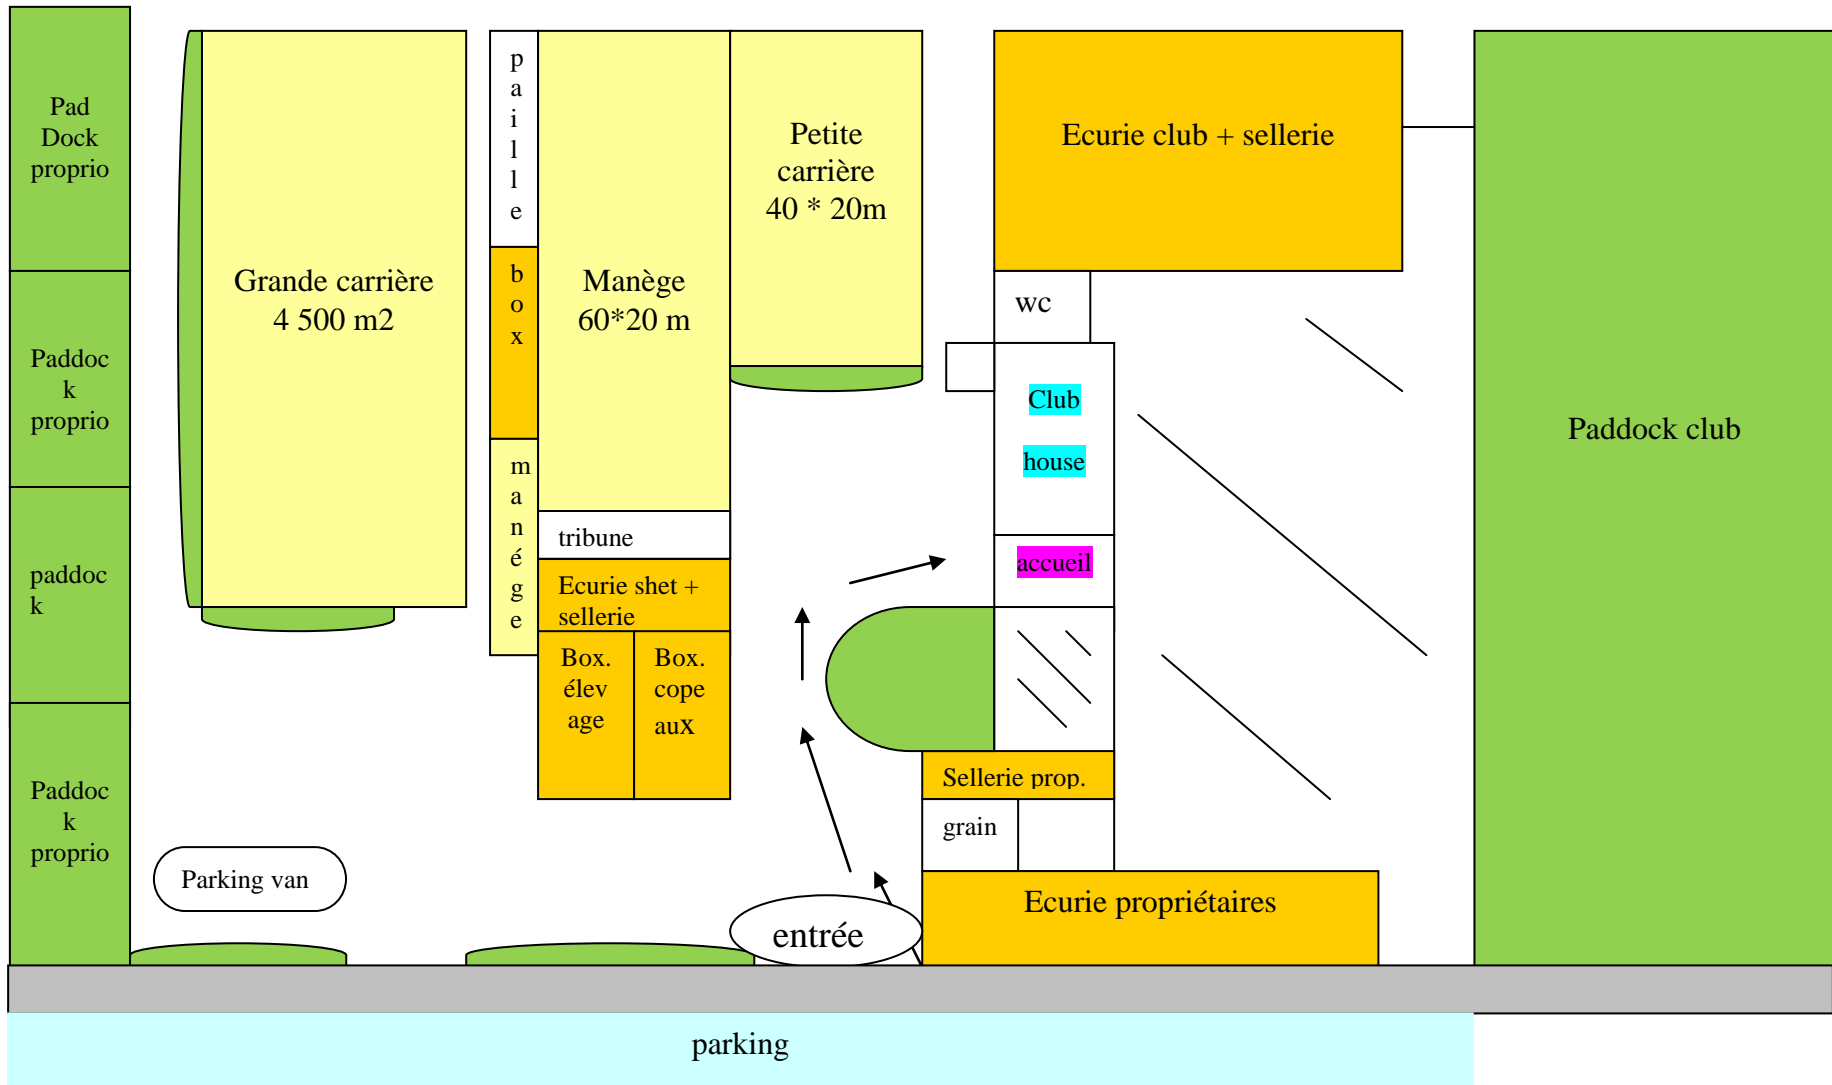 Pad
Dock
proprio
Paddoc
k
proprio
paddoc
k
Paddoc
k
proprio
Grande carrière
4 500 m2
p
a
i
l
l
e
b
o
x
m
a
n
é
g
e
Manège
60*20 m
tribune
Ecurie shet +
sellerie
Box.
élev
age
Box.
cope
aux
Petite
carrière
40 * 20m
Ecurie club + sellerie
wc
Club
house
accueil
Sellerie prop.
grain
Ecurie propriétaires
Paddock club
Parking van
entrée
parking